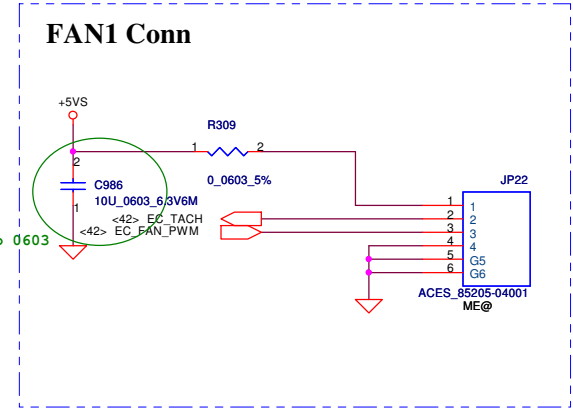 FAN1 Conn
+5VS
R309
1 2
0_0603_5%
2
C986
10U_0603_6.3V6M
1
<42> EC_TACH
<42> EC_FAN_PWM
0603
JP22
1 1
2 2
3 3
4 4
5 G5
6 G6
ACES_85205-04001
ME@